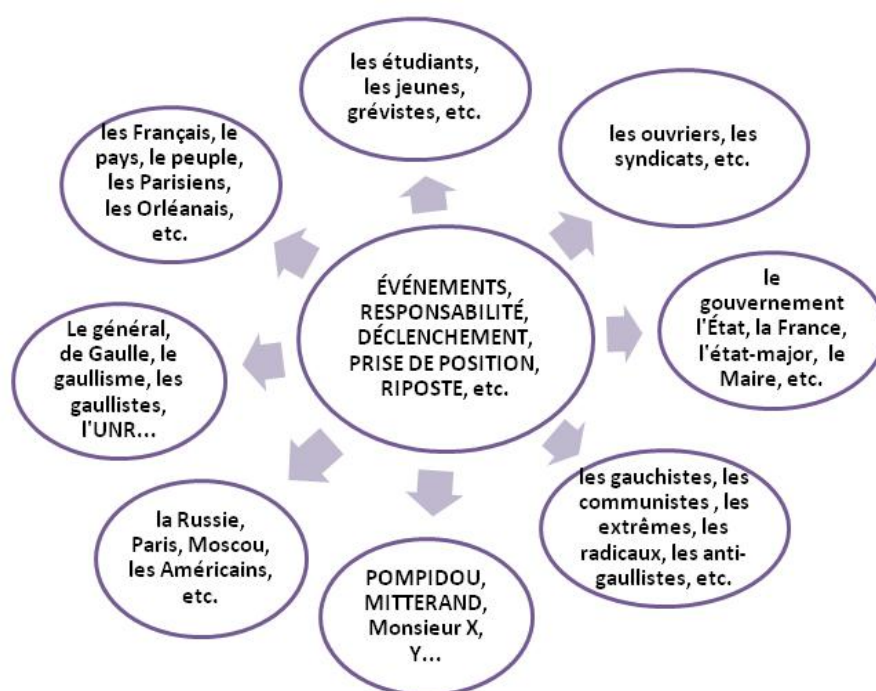 les étudiants,
les jeunes,
grévistes, etc.
les ouvriers, les
syndicats, etc.
le
gouvernement
l'État, la France,
l'état-major, le
Maire, etc.
les gauchistes, les
communistes , les
extrêmes, les
radicaux, les anti-
gaullistes, etc.
POMPIDOU,
MITTERAND,
Monsieur X,
Y...
la Russie,
Paris, Moscou,
les Américains,
etc.
Le général,
de Gaulle, le
gaullisme, les
gaullistes,
l'UNR...
les Français, le
pays, le peuple,
les Parisiens,
les Orléanais,
etc.
ÉVÉNEMENTS,
RESPONSABILITÉ,
DÉCLENCHEMENT,
PRISE DE POSITION,
RIPOSTE, etc.